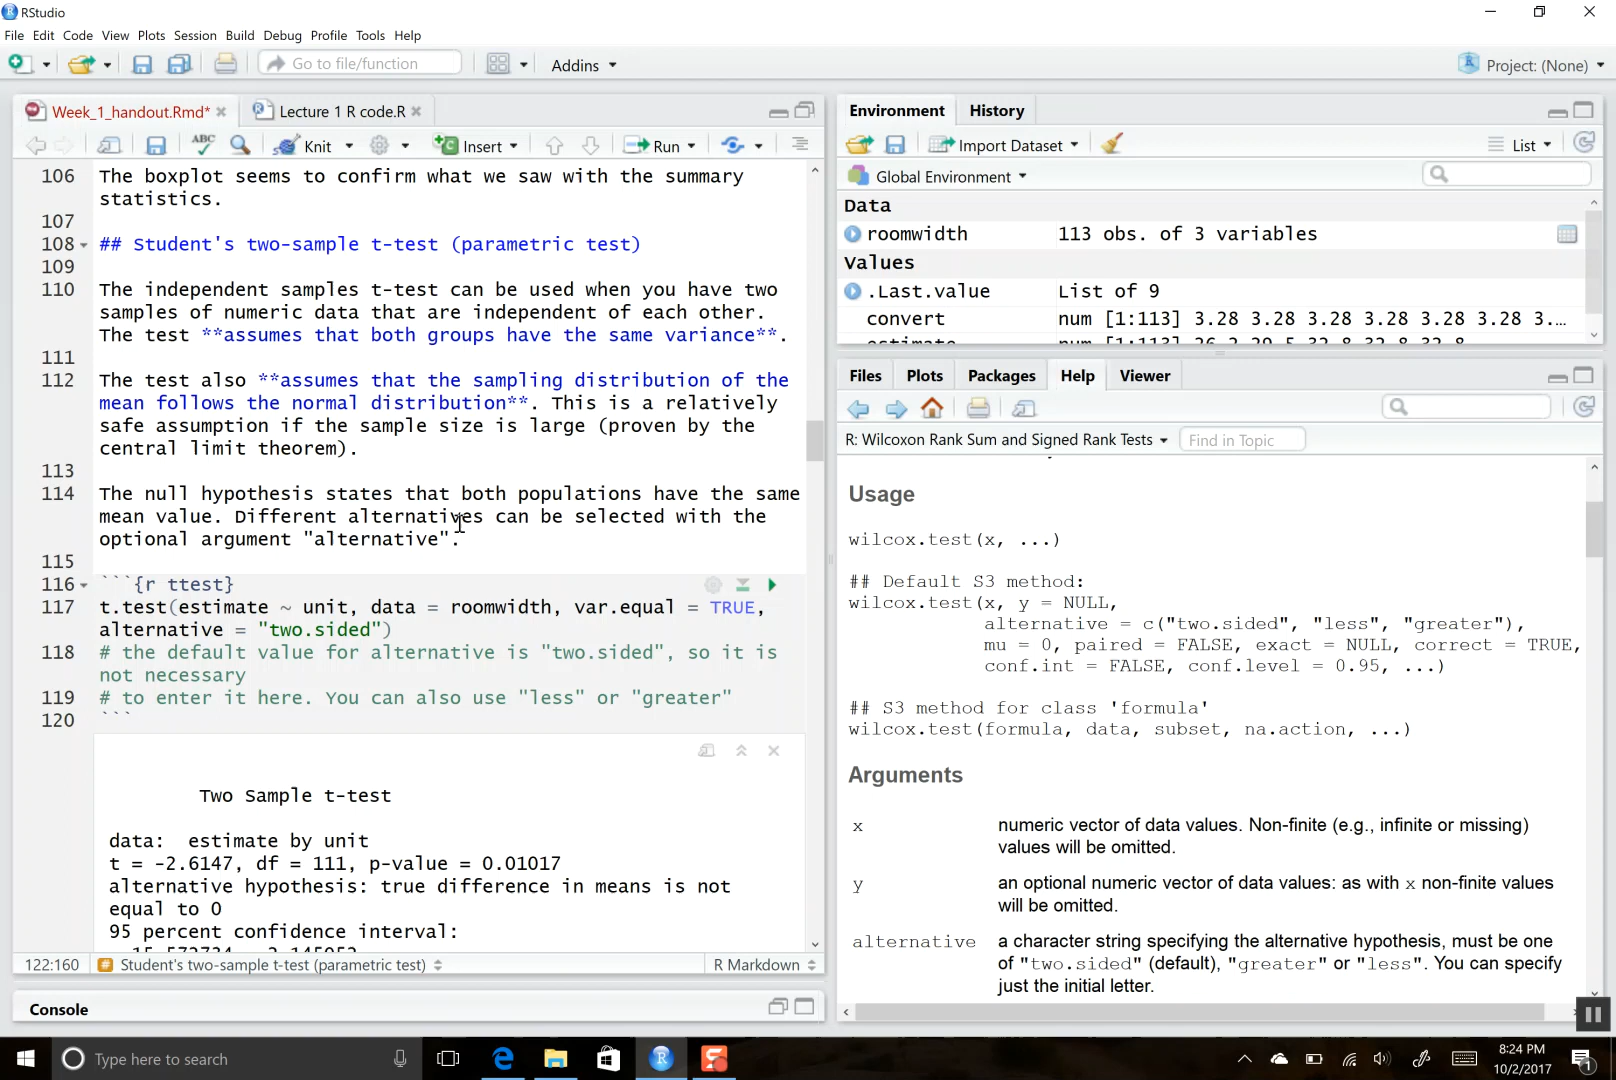 RStudio
File Edit Code View Plots Session Build Debug Profile Tools Help
Go to file/function
Addins
Project: (None)
Week_1_handout.Rmd*
Lecture 1 R code.R
ABC
Knit
Insert
Run
106 The boxplot seems to confirm what we saw with the summary
statistics.
107
108 ## Student's two-sample t-test (parametric test)
109
110 The independent samples t-test can be used when you have two
samples of numeric data that are independent of each other.
The test **assumes that both groups have the same variance**.
111
112 The test also **assumes that the sampling distribution of the
mean follows the normal distribution**. This is a relatively
safe assumption if the sample size is large (proven by the
central limit theorem).
113
114 The null hypothesis states that both populations have the same
mean value. Different alternatives can be selected with the
optional argument "alternative".
115
116 ```{r ttest}
117 t.test(estimate ~ unit, data = roomwidth, var.equal = TRUE,
alternative = "two.sided")
118 # the default value for alternative is "two.sided", so it is
not necessary
119 # to enter it here. You can also use "less" or "greater"
120 ```
Two Sample t-test
data: estimate by unit
t = -2.6147, df = 111, p-value = 0.01017
alternative hypothesis: true difference in means is not
equal to 0
95 percent confidence interval:
122:160 # Student's two-sample t-test (parametric test)
R Markdown
Console
Environment History
Import Dataset
List
Global Environment
Data
roomwidth 113 obs. of 3 variables
Values
.Last.value List of 9
convert num [1:113] 3.28 3.28 3.28 3.28 3.28 3.28 3....
Files Plots Packages Help Viewer
R: Wilcoxon Rank Sum and Signed Rank Tests
Find in Topic
Usage
wilcox.test(x, ...)
## Default S3 method:
wilcox.test(x, y = NULL,
alternative = c("two.sided", "less", "greater"),
mu = 0, paired = FALSE, exact = NULL, correct = TRUE,
conf.int = FALSE, conf.level = 0.95, ...)
## S3 method for class 'formula'
wilcox.test(formula, data, subset, na.action, ...)
Arguments
x numeric vector of data values. Non-finite (e.g., infinite or missing)
values will be omitted.
y an optional numeric vector of data values: as with x non-finite values
will be omitted.
alternative a character string specifying the alternative hypothesis, must be one
of "two.sided" (default), "greater" or "less". You can specify
just the initial letter.
Type here to search
8:24 PM
10/2/2017
1